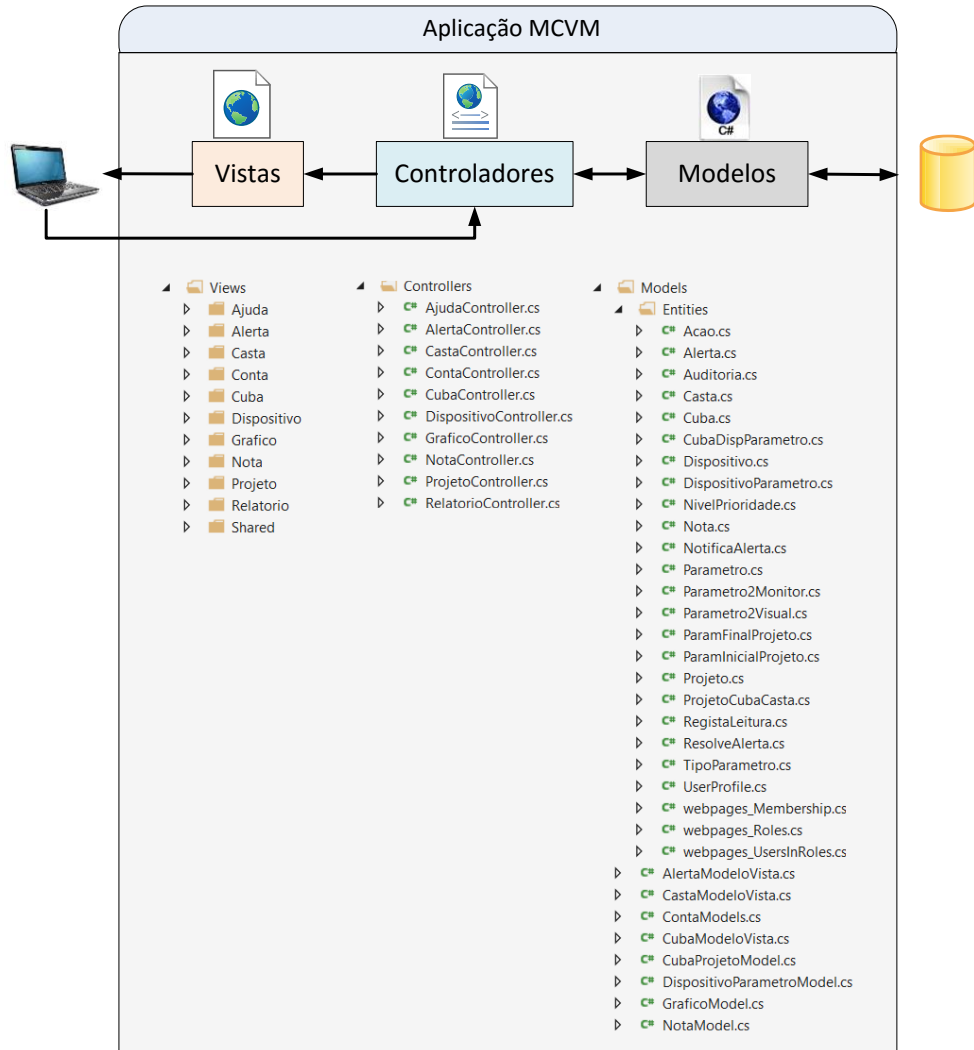 Aplicação MCVM
C#
Vistas
Controladores
Modelos
Views
Ajuda
Alerta
Casta
Conta
Cuba
Dispositivo
Grafico
Nota
Projeto
Relatorio
Shared
Controllers
C# AjudaController.cs
C# AlertaController.cs
C# CastaController.cs
C# ContaController.cs
C# CubaController.cs
C# DispositivoController.cs
C# GraficoController.cs
C# NotaController.cs
C# ProjetoController.cs
C# RelatorioController.cs
Models
Entities
C# Acao.cs
C# Alerta.cs
C# Auditoria.cs
C# Casta.cs
C# Cuba.cs
C# CubaDispParametro.cs
C# Dispositivo.cs
C# DispositivoParametro.cs
C# NivelPrioridade.cs
C# Nota.cs
C# NotificaAlerta.cs
C# Parametro.cs
C# Parametro2Monitor.cs
C# Parametro2Visual.cs
C# ParamFinalProjeto.cs
C# ParamInicialProjeto.cs
C# Projeto.cs
C# ProjetoCubaCasta.cs
C# RegistaLeitura.cs
C# ResolveAlerta.cs
C# TipoParametro.cs
C# UserProfile.cs
C# webpages_Membership.cs
C# webpages_Roles.cs
C# webpages_UsersInRoles.cs
C# AlertaModeloVista.cs
C# CastaModeloVista.cs
C# ContaModels.cs
C# CubaModeloVista.cs
C# CubaProjetoModel.cs
C# DispositivoParametroModel.cs
C# GraficoModel.cs
C# NotaModel.cs